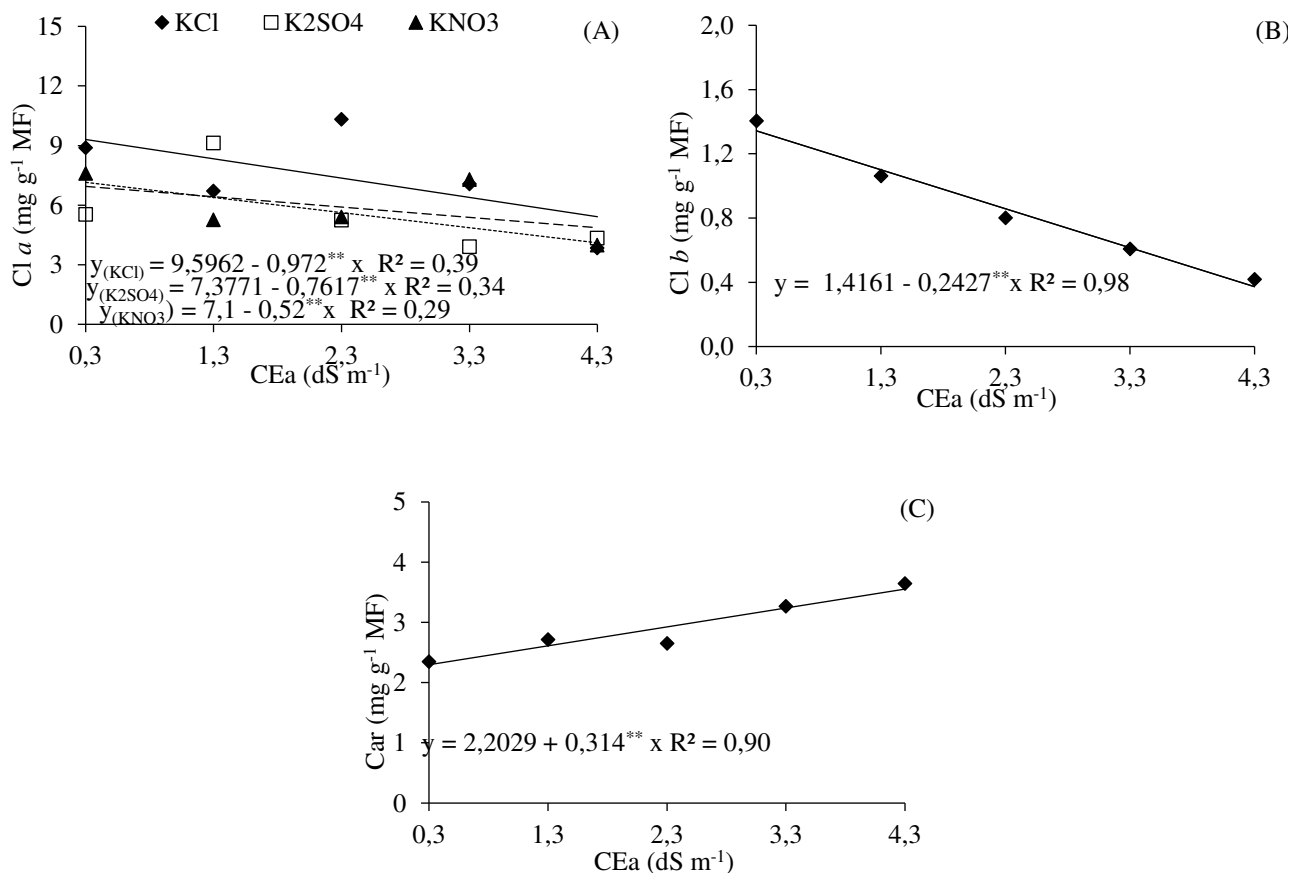 KCl K2SO4 KNO3 (A)
15
12
9
6
3
0
Cl a (mg g-1 MF)
y(KCl) = 9,5962 - 0,972** x R² = 0,39
y(K2SO4) = 7,3771 - 0,7617** x R² = 0,34
y(KNO3) = 7,1 - 0,52** x R² = 0,29
0,3 1,3 2,3 3,3 4,3
CEa (dS m-1)
(B)
2,0
1,6
1,2
0,8
0,4
0,0
Cl b (mg g-1 MF)
y = 1,4161 - 0,2427**x R² = 0,98
0,3 1,3 2,3 3,3 4,3
CEa (dS m-1)
(C)
5
4
3
2
1
0
Car (mg g-1 MF)
y = 2,2029 + 0,314** x R² = 0,90
0,3 1,3 2,3 3,3 4,3
CEa (dS m-1)